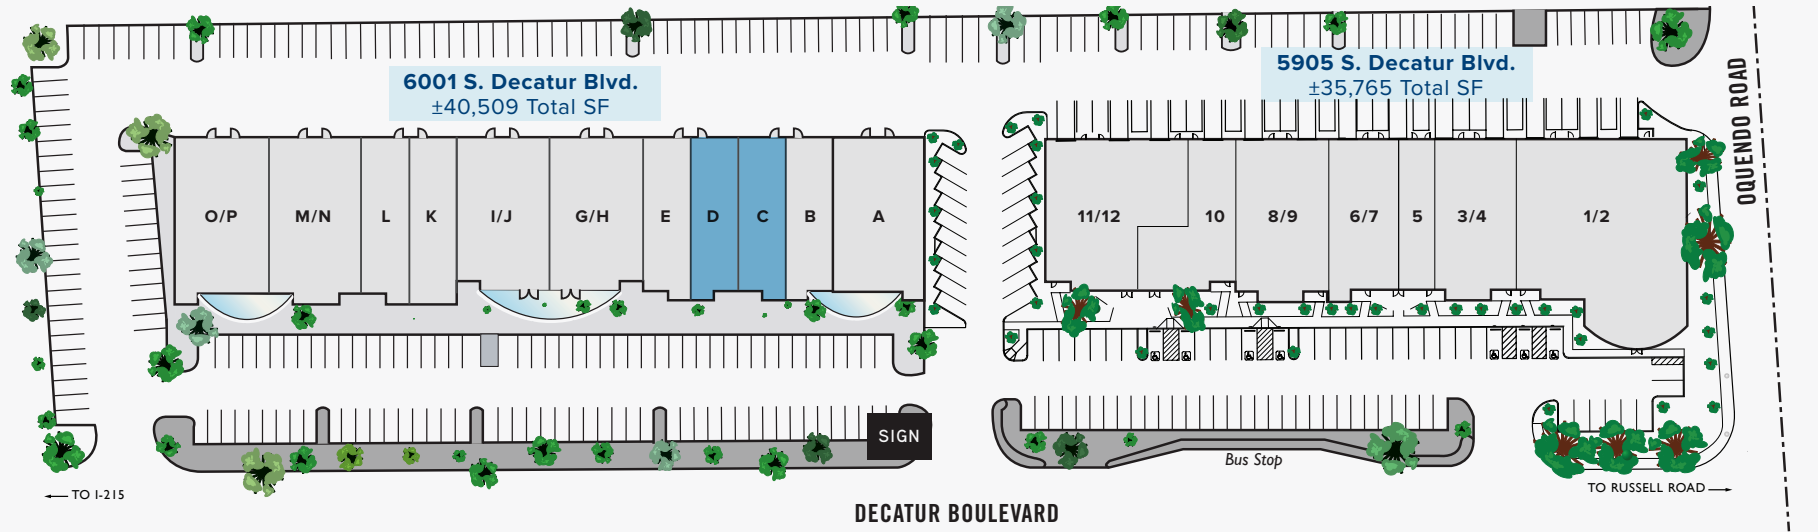 6001 S. Decatur Blvd.
±40,509 Total SF
5905 S. Decatur Blvd.
±35,765 Total SF
OQUENDO ROAD
O/P M/N L K I/J G/H E D C B A
11/12 10 8/9 6/7 5 3/4 1/2
SIGN
Bus Stop
TO I-215
TO RUSSELL ROAD
DECATUR BOULEVARD